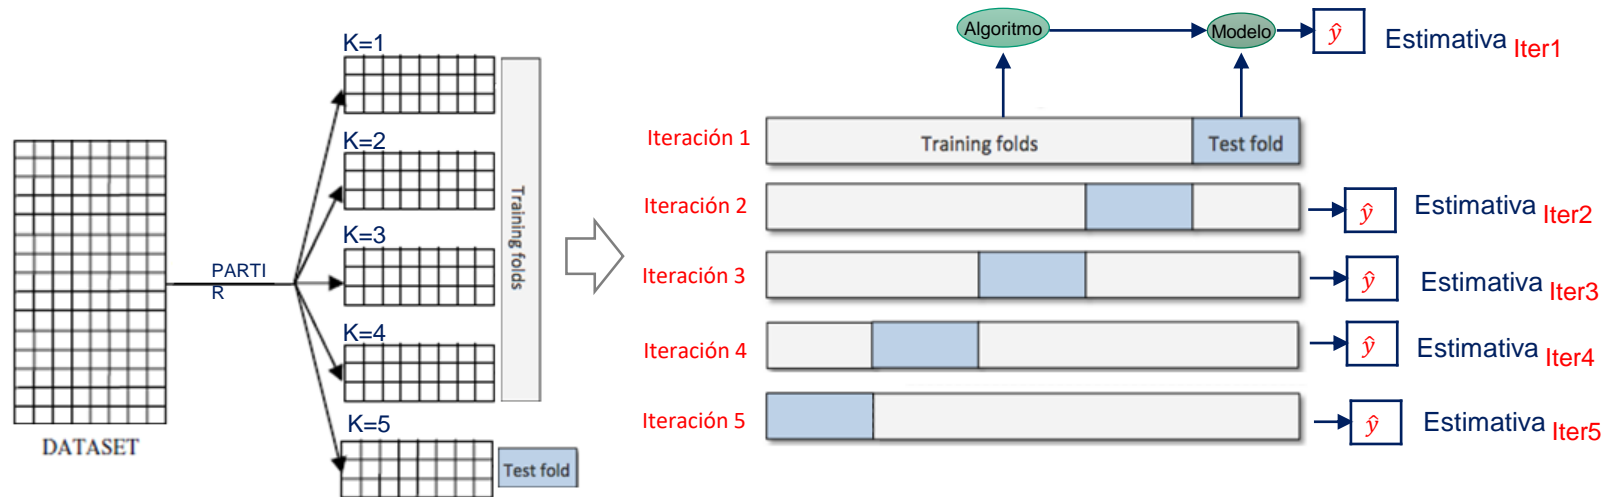 DATASET
PARTI
R
K=1
K=2
K=3
K=4
K=5
Training folds
Test fold
Algoritmo
Modelo
ŷ
Estimativa Iter1
Iteración 1
Training folds
Test fold
Iteración 2
ŷ
Estimativa Iter2
Iteración 3
ŷ
Estimativa Iter3
Iteración 4
ŷ
Estimativa Iter4
Iteración 5
ŷ
Estimativa Iter5